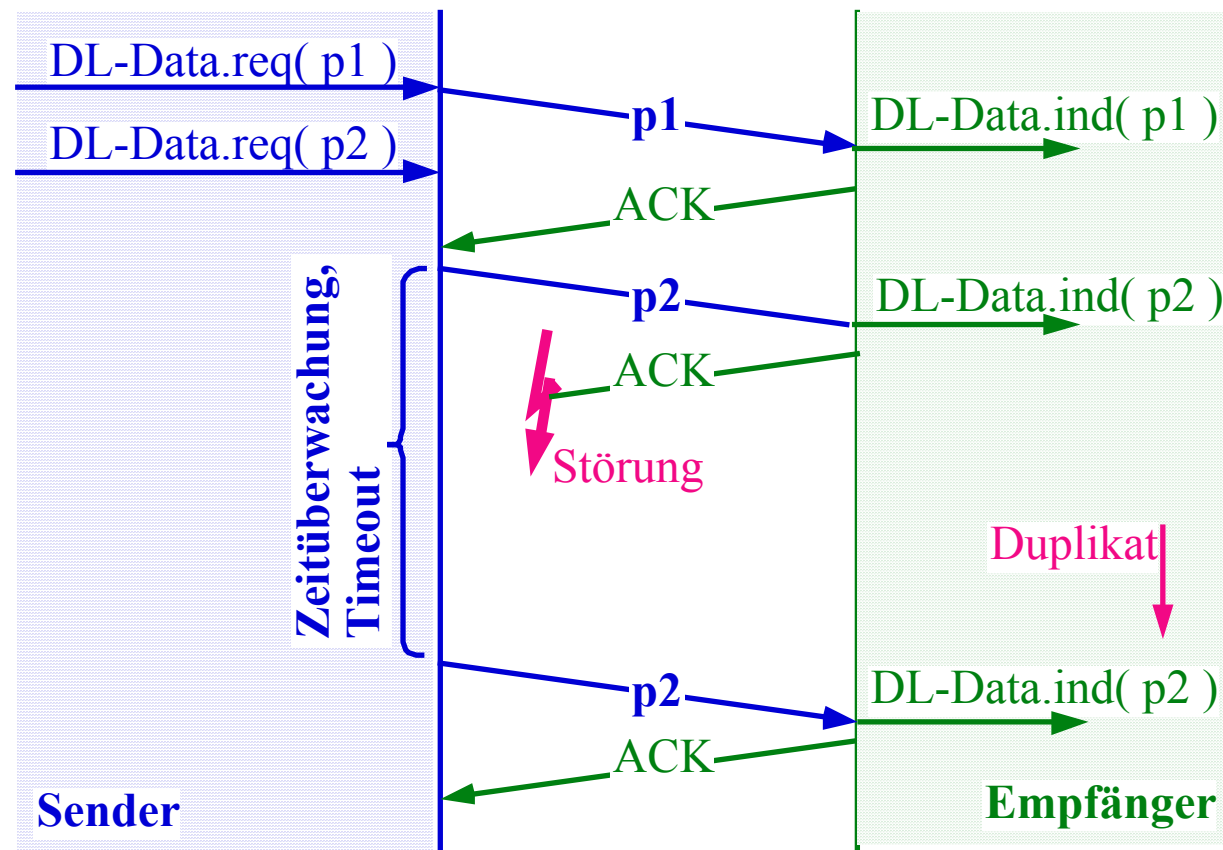 DL-Data.req( p1 )
p1
DL-Data.ind( p1 )
DL-Data.req( p2 )
ACK
p2
DL-Data.ind( p2 )
ACK
Zeitüberwachung,
Timeout
Störung
Duplikat
p2
DL-Data.ind( p2 )
ACK
Sender
Empfänger